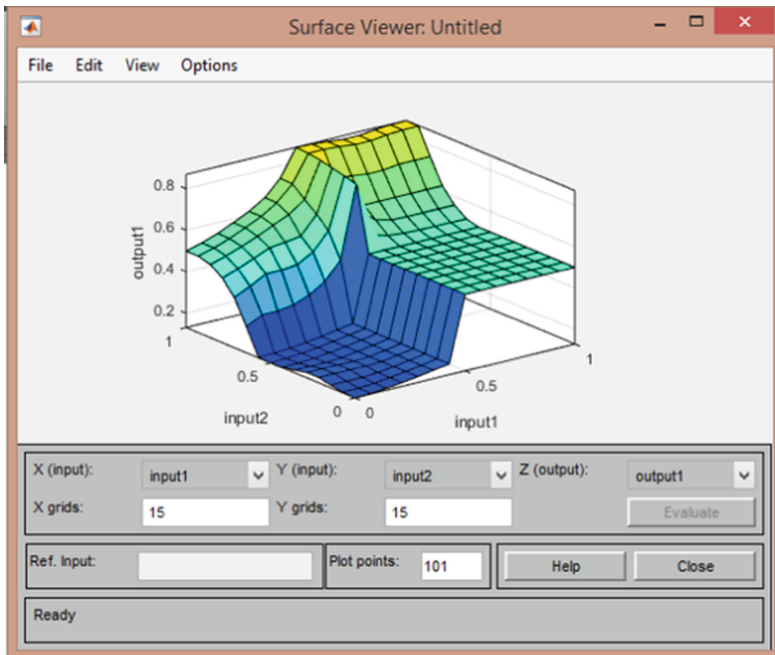 Surface Viewer: Untitled
File Edit View Options
output1
0.8
0.6
0.4
0.2
1
0.5
0
input2
0
0.5
1
input1
X (input): input1 Y (input): input2 Z (output): output1
X grids: 15 Y grids: 15 Evaluate
Ref. Input: Plot points: 101 Help Close
Ready